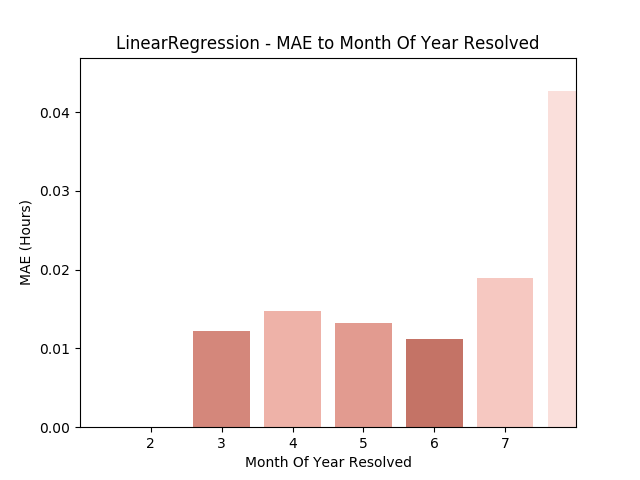 LinearRegression - MAE to Month Of Year Resolved
0.04
0.03
0.02
0.01
0.00
MAE (Hours)
2 3 4 5 6 7
Month Of Year Resolved